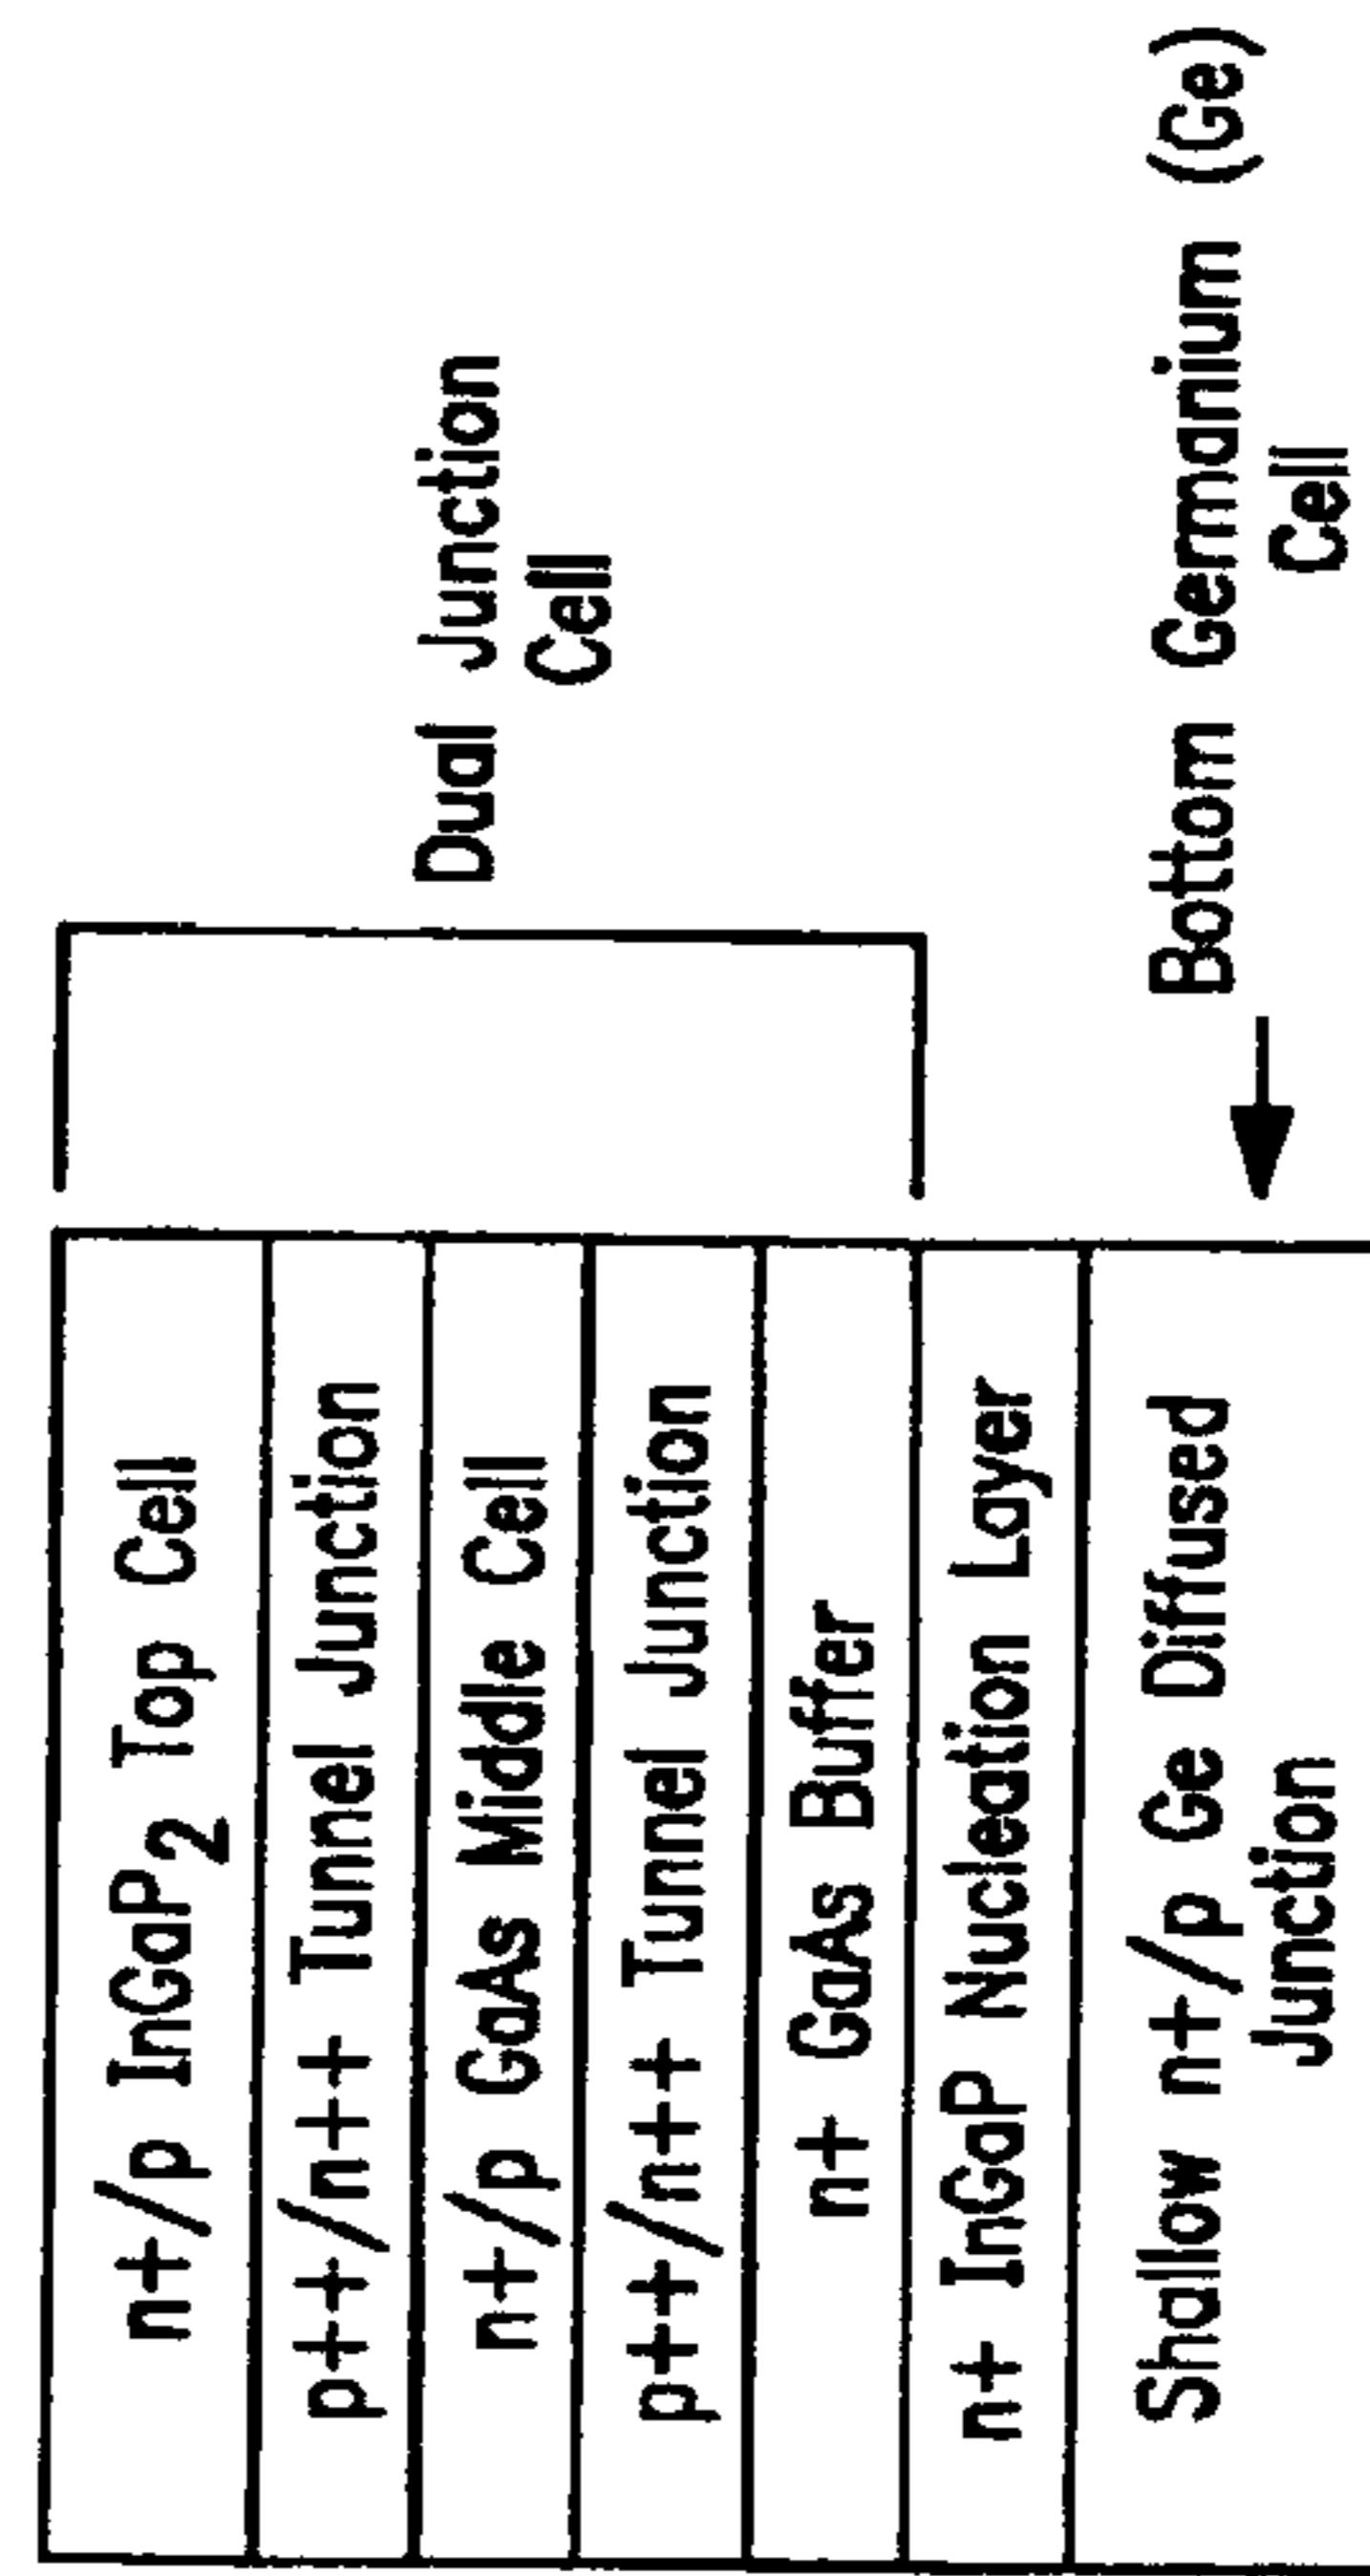 n+/p InGaP2 Top Cell
p++/n++ Tunnel Junction
n+/p GaAs Middle Cell
p++/n++ Tunnel Junction
n+ GaAs Buffer
n+ InGaP Nucleation Layer
Shallow n+/p Ge Diffused
Junction
Dual Junction
Cell
Bottom Germanium (Ge)
Cell